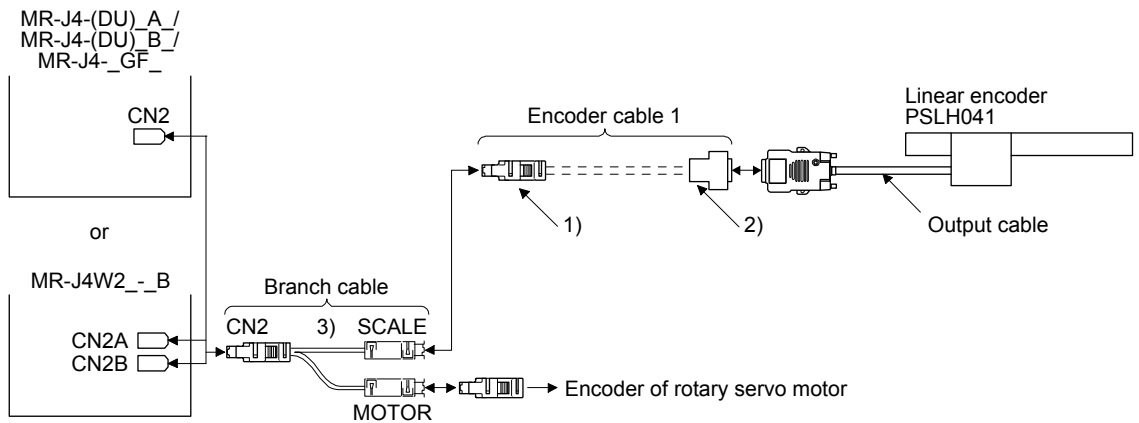 MR-J4-(DU)_A_/
MR-J4-(DU)_B_/
MR-J4-_GF_
CN2
or
MR-J4W2_-_B
CN2A
CN2B
Branch cable
CN2
3)
SCALE
MOTOR
Encoder of rotary servo motor
Encoder cable 1
1)
2)
Linear encoder
PSLH041
Output cable